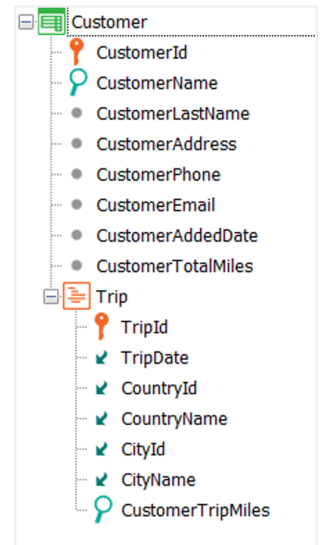 Customer
CustomerId
CustomerName
CustomerLastName
CustomerAddress
CustomerPhone
CustomerEmail
CustomerAddedDate
CustomerTotalMiles
Trip
TripId
TripDate
CountryId
CountryName
CityId
CityName
CustomerTripMiles